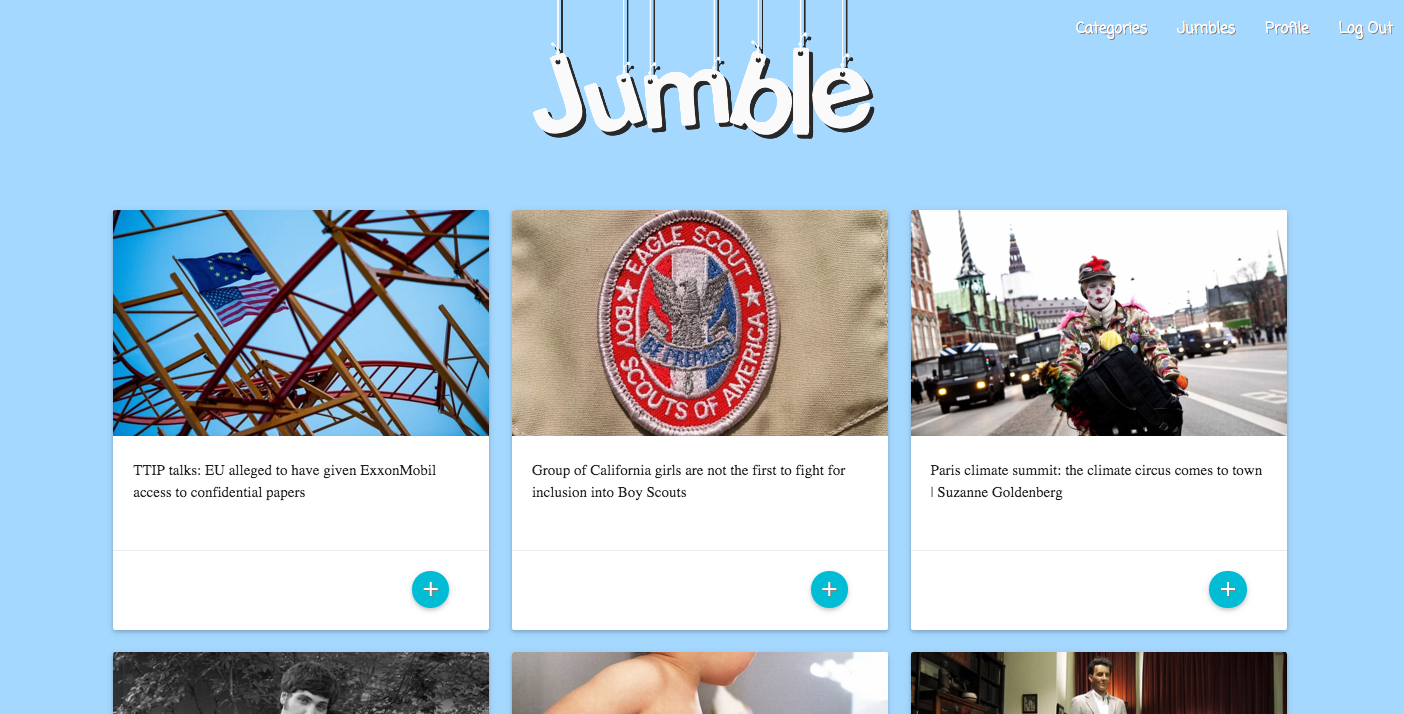 Categories Jumbles Profile Log Out
Jumble
EAGLE SCOUT
BE PREPARED
BOY SCOUTS OF AMERICA
TTIP talks: EU alleged to have given ExxonMobil
access to confidential papers
Group of California girls are not the first to fight for
inclusion into Boy Scouts
Paris climate summit: the climate circus comes to town
| Suzanne Goldenberg